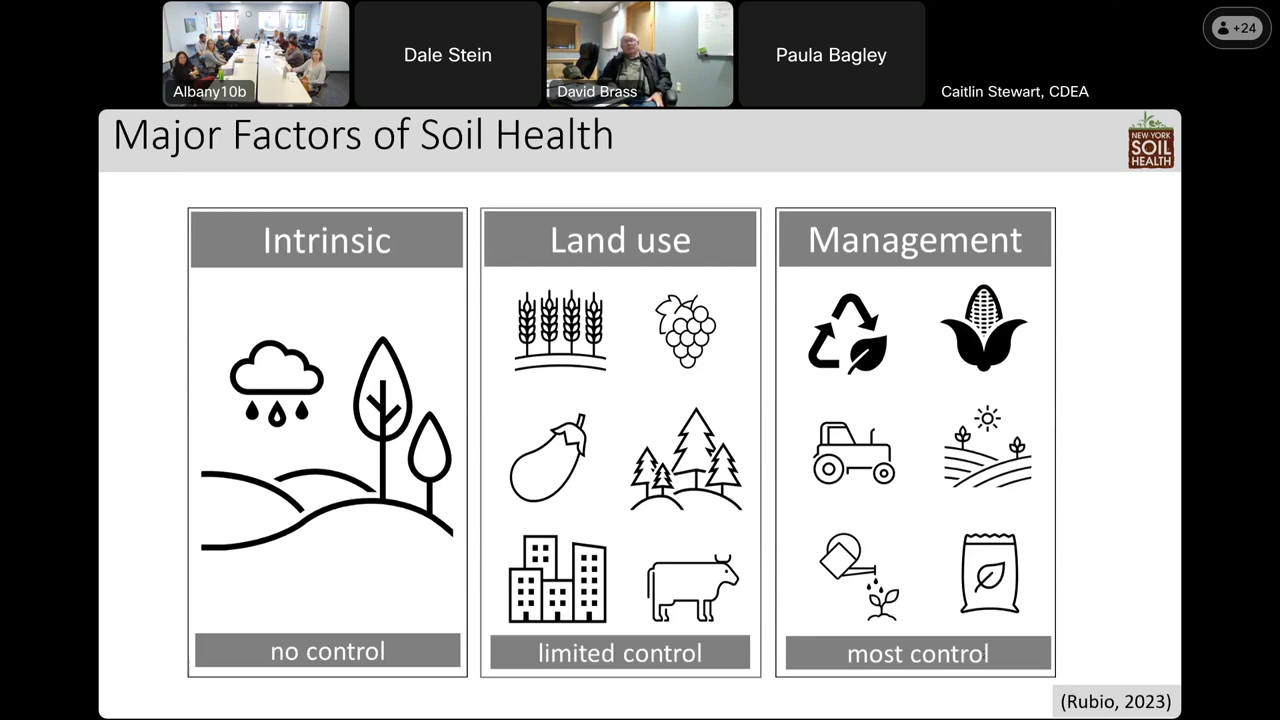 Albany10b
Dale Stein
David Brass
Paula Bagley
Caitlin Stewart, CDEA
+24
Major Factors of Soil Health
NEW YORK
SOIL
HEALTH
Intrinsic
no control
Land use
limited control
Management
most control
(Rubio, 2023)